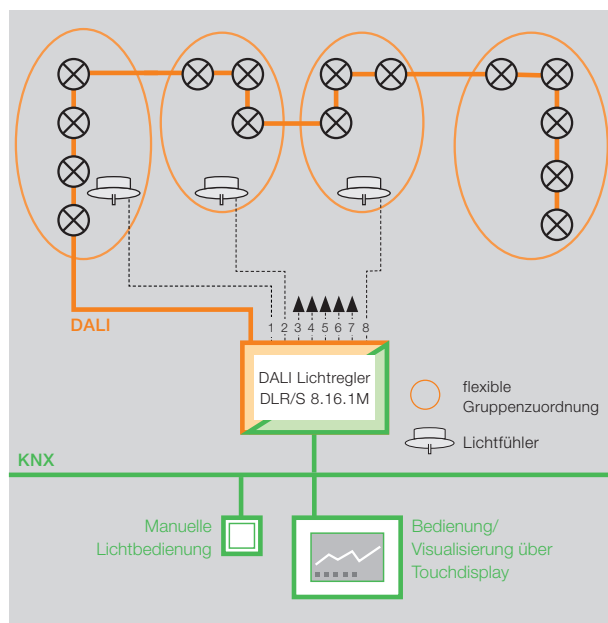 DALI
1 2 3 4 5 6 7 8
DALI Lichtregler
DLR/S 8.16.1M
flexible
Gruppenzuordnung
Lichtfühler
KNX
Manuelle
Lichtbedienung
Bedienung/
Visualisierung über
Touchdisplay